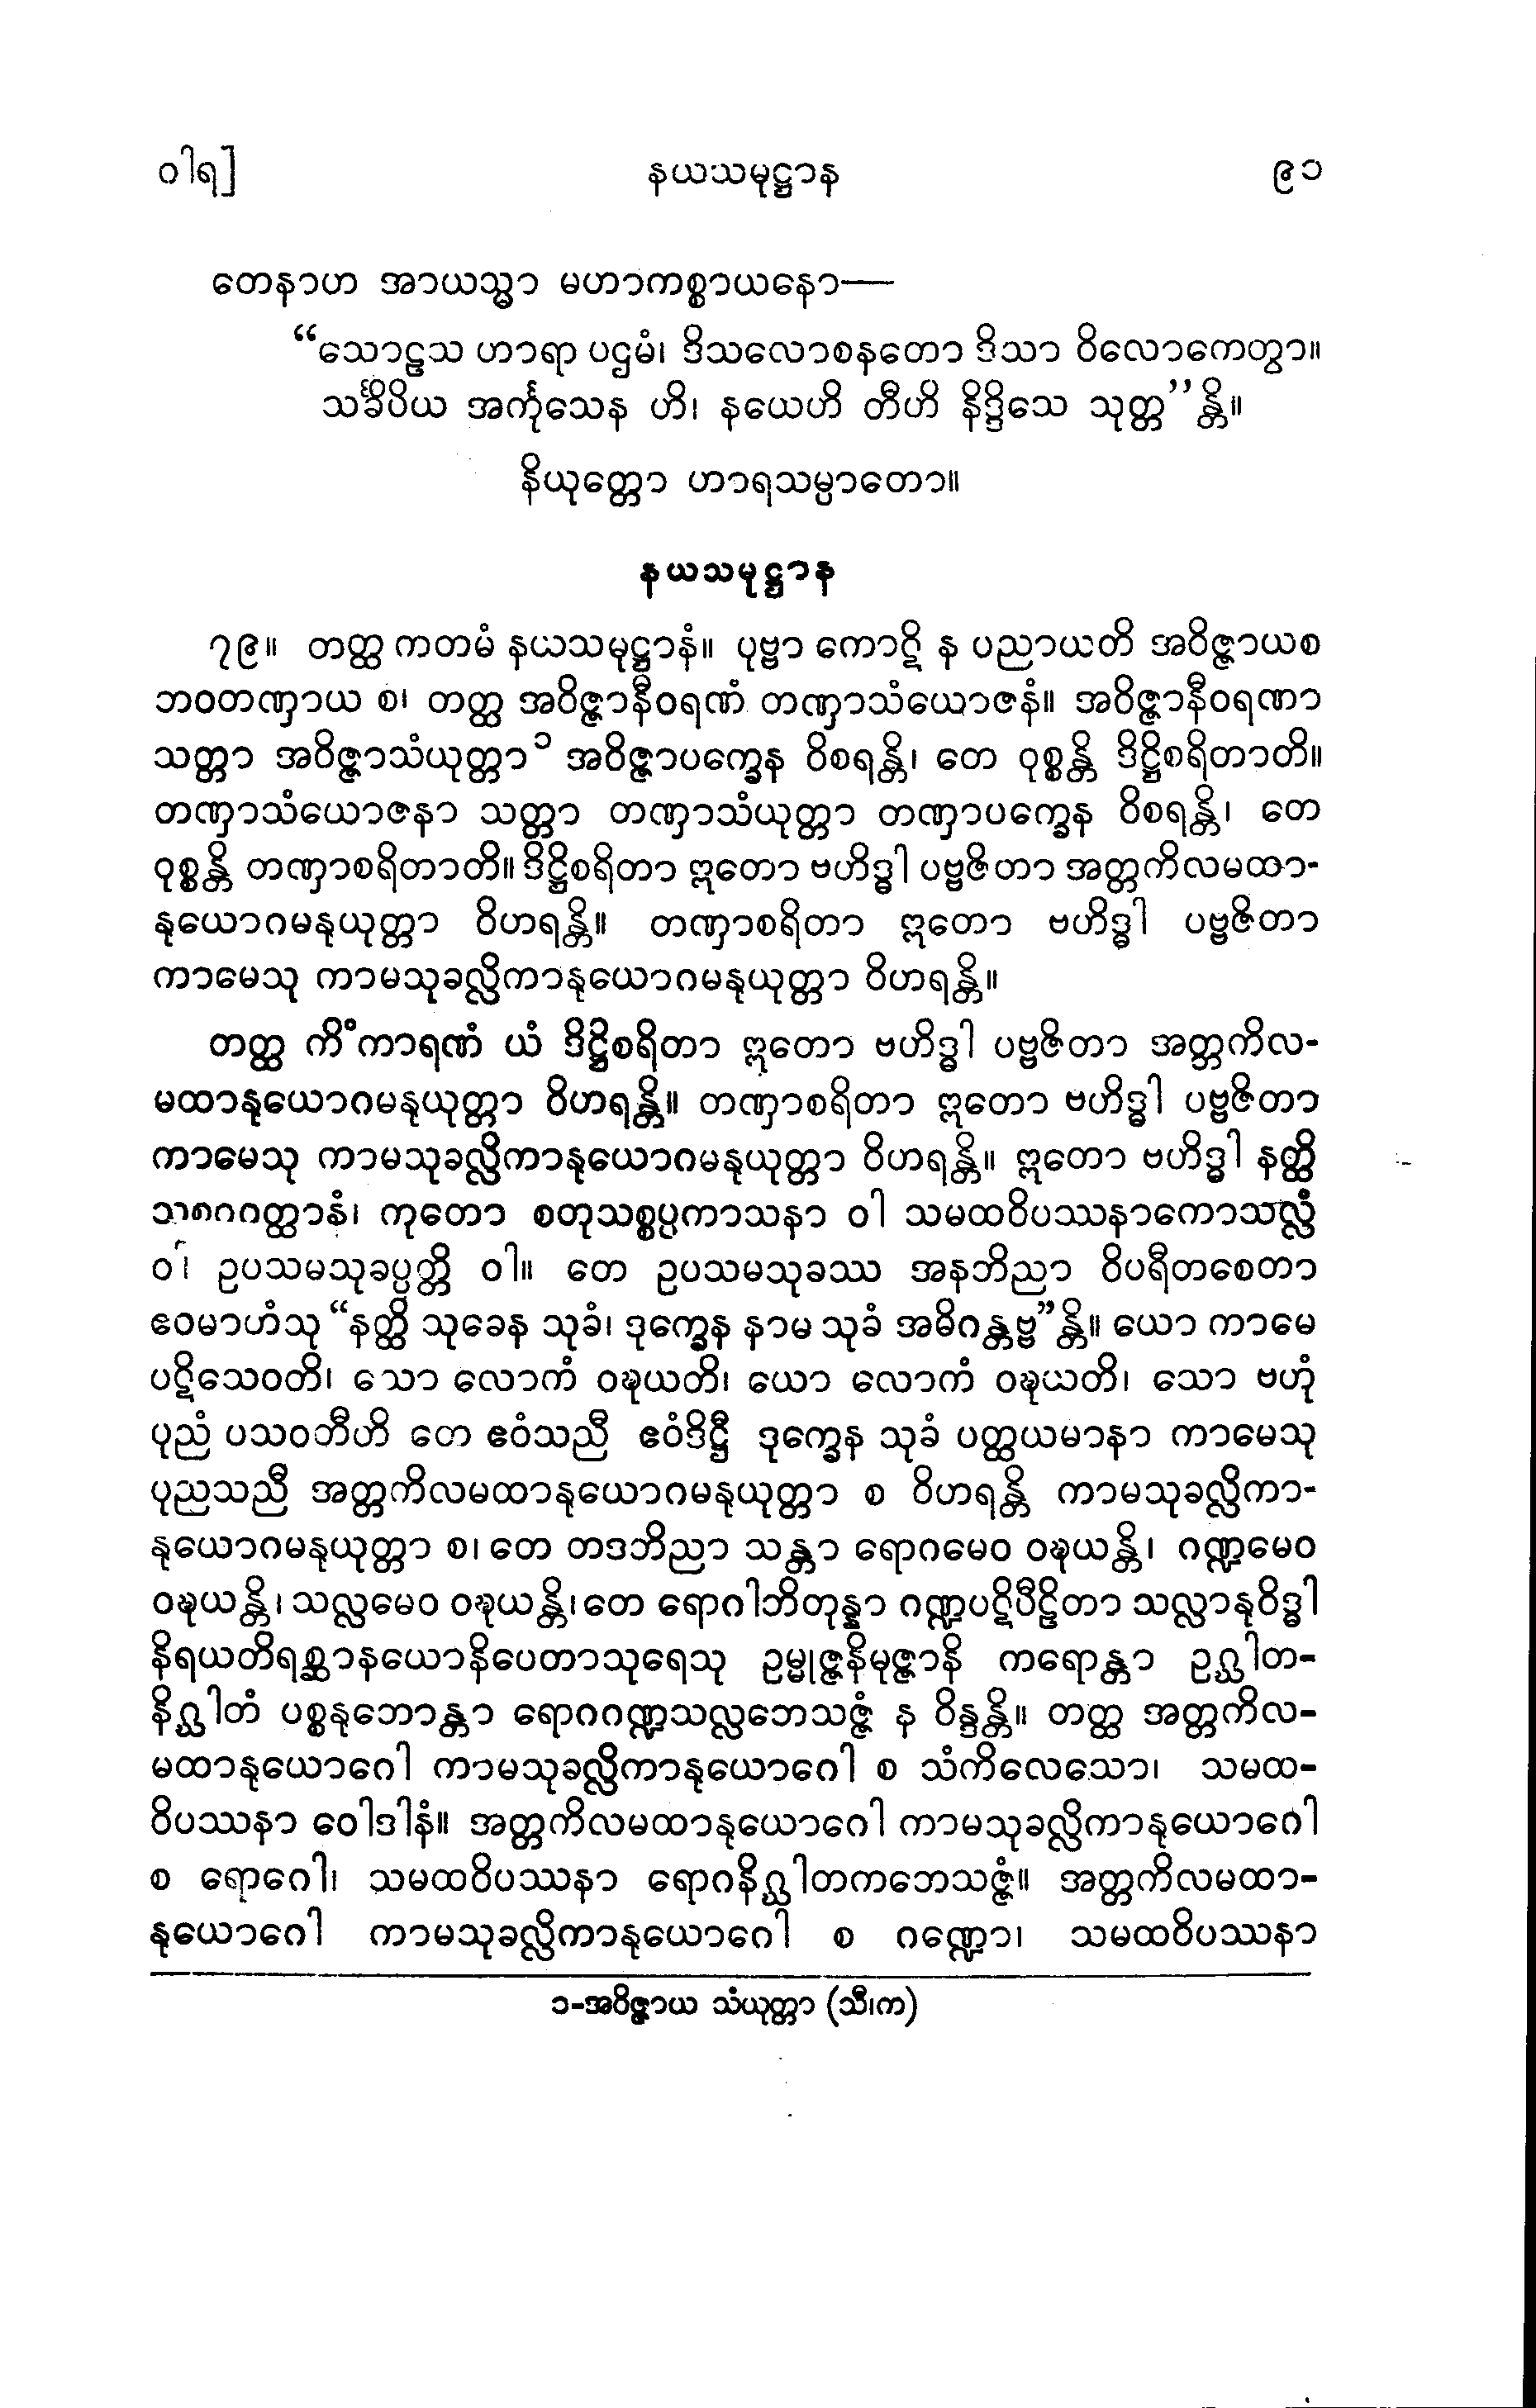 ဝါရ]
နယသမုဋ္ဌာန
၉၁
တေနာဟ အာယသ္မာ မဟာကစ္စာယနော—
“သောဠသ ဟာရာ ပဌမံ၊ ဒိသလောစနတော ဒိသာ ဝိလောကေတွာ။
သင်္ခိပိယ အင်္ကုသေန ဟိ၊ နယေဟိ တီဟိ နိဒ္ဒိသေ သုတ္တ”န္တိ။
နိယုတ္တော ဟာရသမ္ပာတော။
နယသမုဋ္ဌာန
၇၉။ တတ္ထ ကတမံ နယသမုဋ္ဌာနံ။ ပုဗ္ဗာ ကောဋိ န ပညာယတိ အဝိဇ္ဇာယစ
ဘဝတဏှာယ စ၊ တတ္ထ အဝိဇ္ဇာနီဝရဏံ တဏှာသံယောဇနံ။ အဝိဇ္ဇာနီဝရဏာ
သတ္တာ အဝိဇ္ဇာသံယုတ္တာ၁ အဝိဇ္ဇာပက္ခေန ဝိစရန္တိ၊ တေ ဝုစ္စန္တိ ဒိဋ္ဌိစရိတာတိ။
တဏှာသံယောဇနာ သတ္တာ တဏှာသံယုတ္တာ တဏှာပက္ခေန ဝိစရန္တိ၊ တေ
ဝုစ္စန္တိ တဏှာစရိတာတိ။ ဒိဋ္ဌိစရိတာ ဣတော ဗဟိဒ္ဓါ ပဗ္ဗဇိတာ အတ္တကိလမထာ-
နုယောဂမနုယုတ္တာ ဝိဟရန္တိ။ တဏှာစရိတာ ဣတော ဗဟိဒ္ဓါ ပဗ္ဗဇိတာ
ကာမေသု ကာမသုခလ္လိကာနုယောဂမနုယုတ္တာ ဝိဟရန္တိ။
တတ္ထ ကိံကာရဏံ ယံ ဒိဋ္ဌိစရိတာ ဣတော ဗဟိဒ္ဓါ ပဗ္ဗဇိတာ အတ္တကိလ-
မထာနုယောဂမနုယုတ္တာ ဝိဟရန္တိ။ တဏှာစရိတာ ဣတော ဗဟိဒ္ဓါ ပဗ္ဗဇိတာ
ကာမေသု ကာမသုခလ္လိကာနုယောဂမနုယုတ္တာ ဝိဟရန္တိ။ ဣတော ဗဟိဒ္ဓါ နတ္ထိ
ကုတော စတုသစ္စပ္ပကာသနာ ဝါ သမထဝိပဿနာကောသလ္လံ
ဝါ ဥပသမသုခပ္ပတ္တိ ဝါ။ တေ ဥပသမသုခဿ အနဘိညာ ဝိပရီတစေတာ
ဧဝမာဟံသု “နတ္ထိ သုခေန သုခံ၊ ဒုက္ခေန နာမ သုခံ အဓိဂန္တဗ္ဗ”န္တိ။ ယော ကာမေ
ပဋိသေဝတိ၊ သော လောကံ ဝဍ္ဎယတိ၊ ယော လောကံ ဝဍ္ဎယတိ၊ သော ဗဟုံ
ပုညံ ပသဝတီတိ တေ ဧဝံသညီ ဧဝံဒိဋ္ဌီ ဒုက္ခေန သုခံ ပတ္ထယမာနာ ကာမေသု
ပုညသညီ အတ္တကိလမထာနုယောဂမနုယုတ္တာ စ ဝိဟရန္တိ ကာမသုခလ္လိကာ-
နုယောဂမနုယုတ္တာ စ၊ တေ တဒဘိညာ သန္တာ ရောဂမေဝ ဝဍ္ဎယန္တိ၊ ဂဏ္ဍမေဝ
ဝဍ္ဎယန္တိ၊ သလ္လမေဝ ဝဍ္ဎယန္တိ၊ တေ ရောဂါဘိတုန္နာ ဂဏ္ဍပဋိပီဠိတာ သလ္လာနုဝိဒ္ဓါ
နိရယတိရစ္ဆာနယောနိပေတာသုရေသု ဥမ္မုဇ္ဇနိမုဇ္ဇာနိ ကရောန္တာ ဥဂ္ဃါတ-
နိဂ္ဃါတံ ပစ္စနုဘောန္တာ ရောဂဂဏ္ဍသလ္လဘေသဇ္ဇံ န ဝိန္ဒန္တိ။ တတ္ထ အတ္တကိလ-
မထာနုယောဂေါ ကာမသုခလ္လိကာနုယောဂေါ စ သံကိလေသော၊ သမထ-
ဝိပဿနာ ဝေါဒါနံ။ အတ္တကိလမထာနုယောဂေါ ကာမသုခလ္လိကာနုယောဂေါ
စ ရောဂေါ၊ သမထဝိပဿနာ ရောဂနိဂ္ဃါတကဘေသဇ္ဇံ။ အတ္တကိလမထာ-
နုယောဂေါ ကာမသုခလ္လိကာနုယောဂေါ စ ဂဏ္ဍော၊ သမထဝိပဿနာ
၁-အဝိဇ္ဇာယ သံယုတ္တာ (သီ၊က)